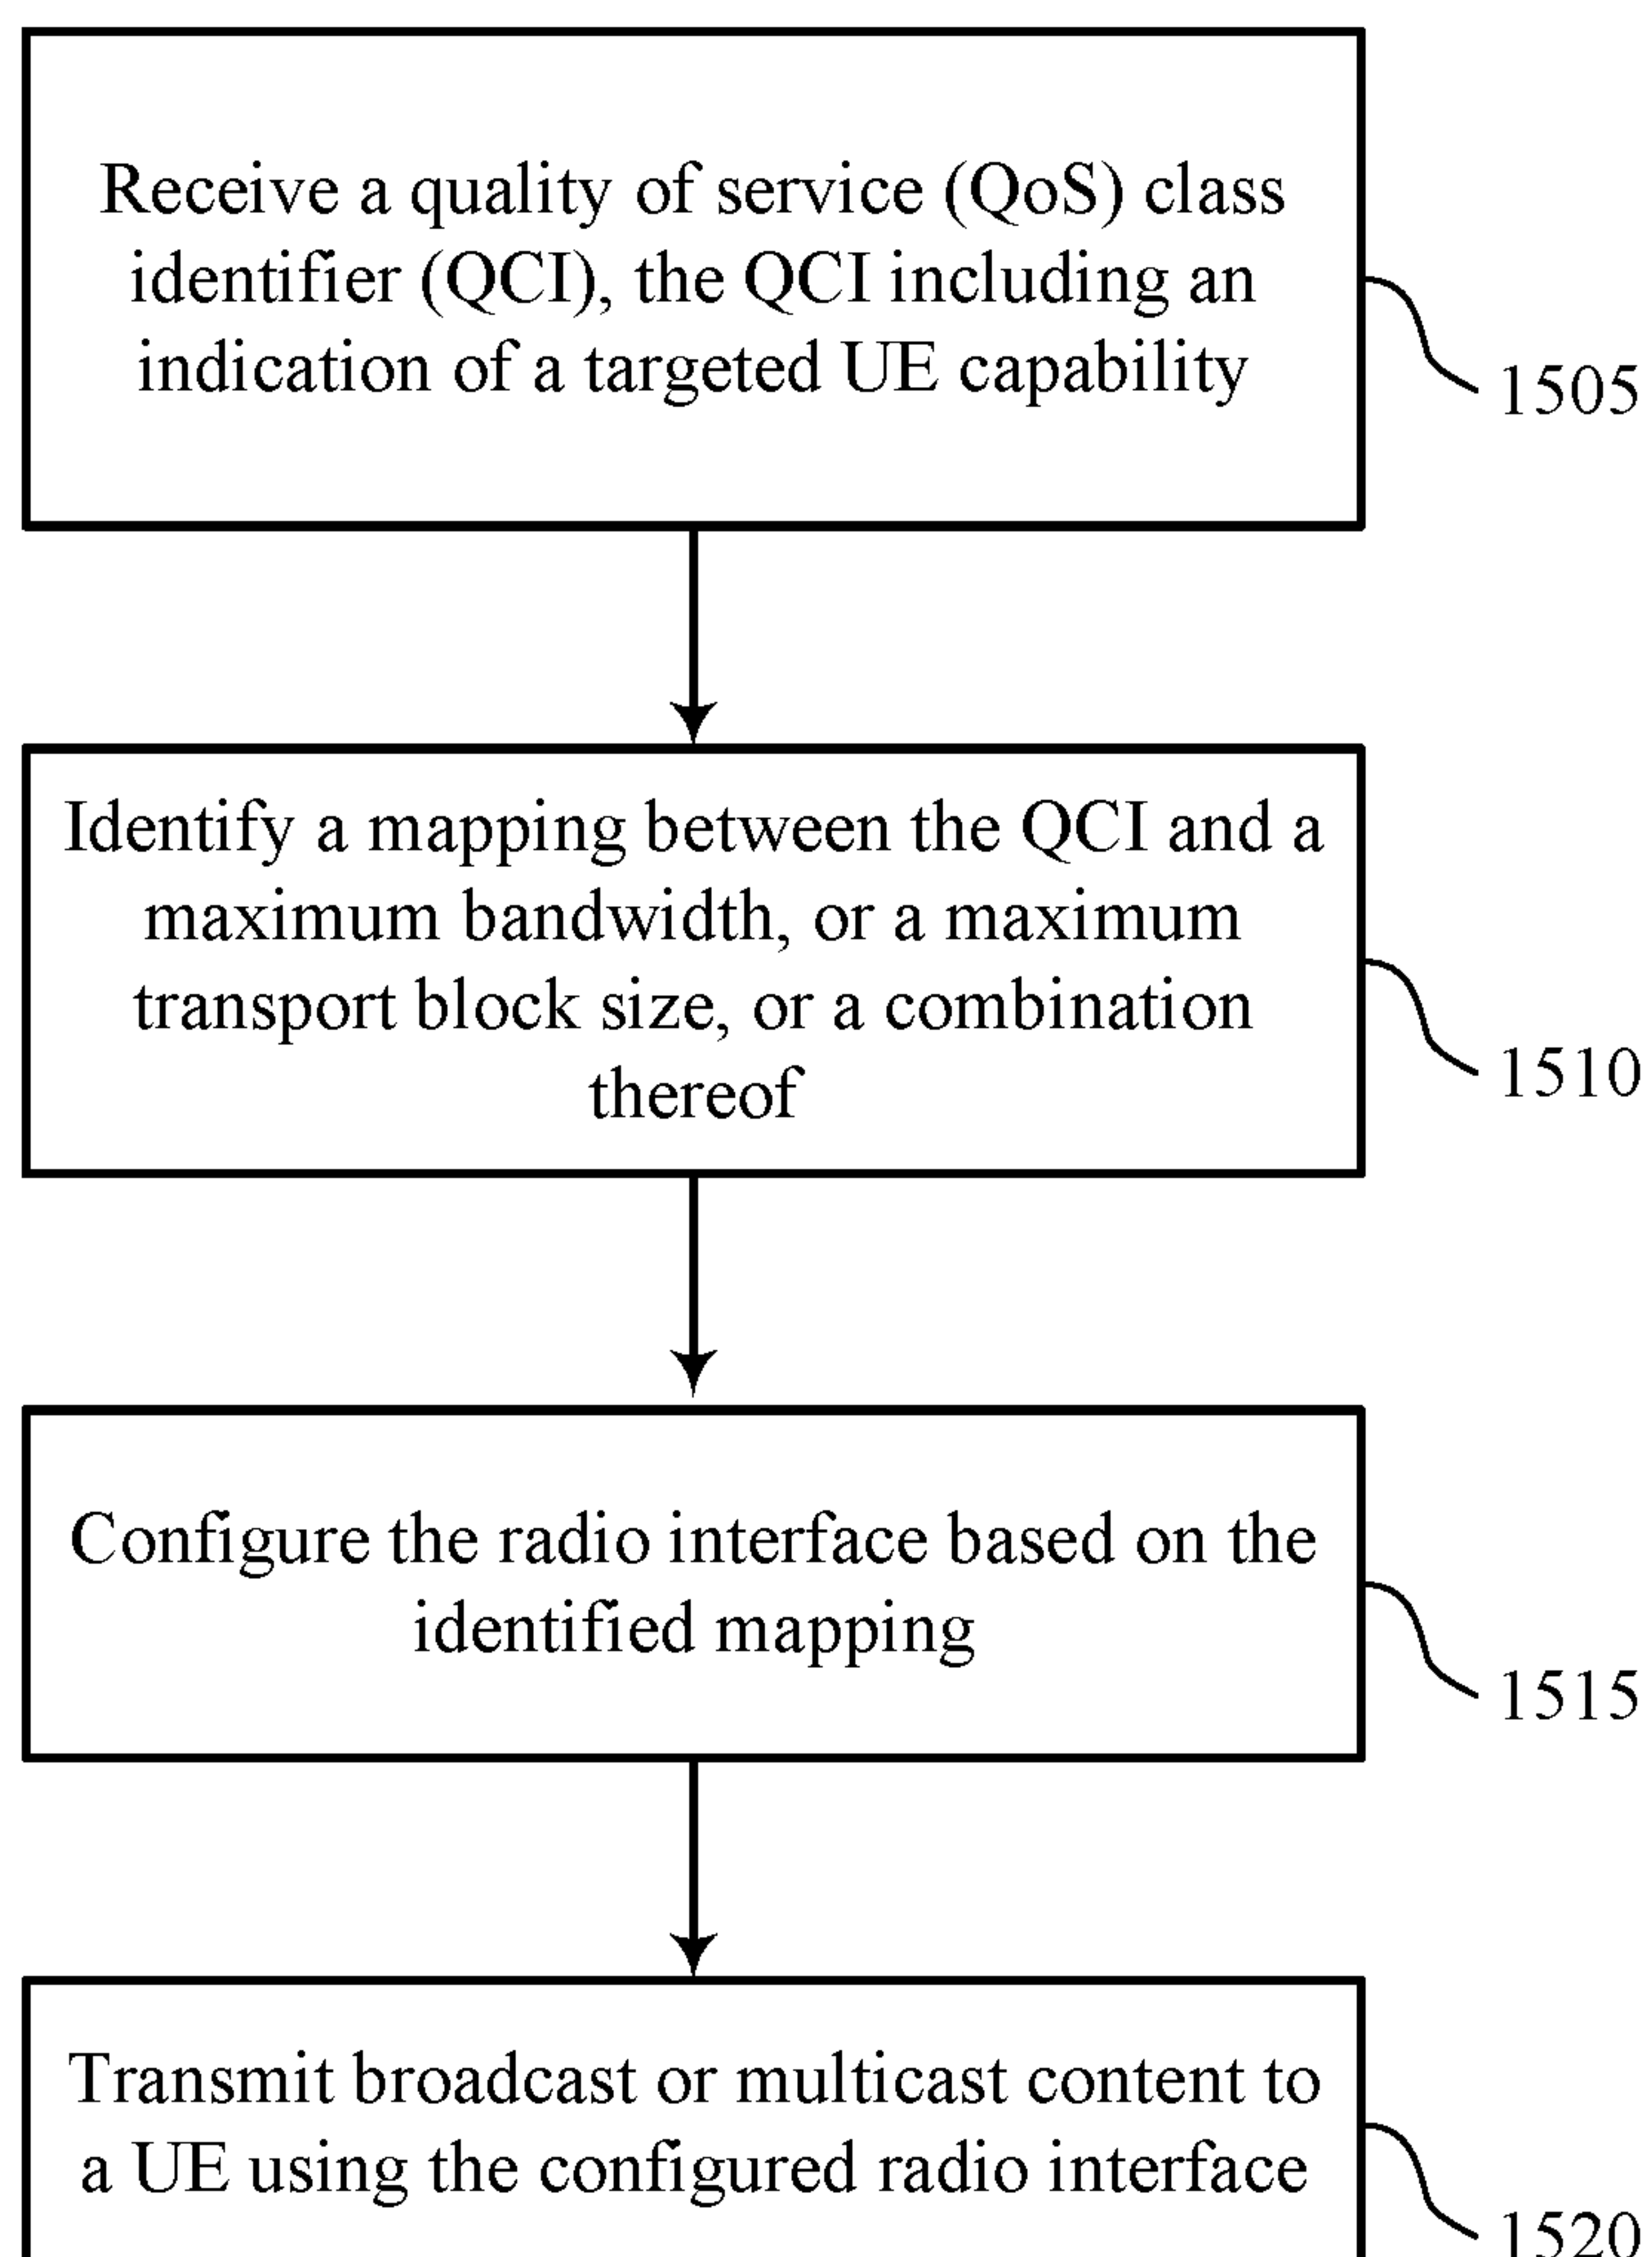 Receive a quality of service (QoS) class
identifier (QCI), the QCI including an
indication of a targeted UE capability
1505
Identify a mapping between the QCI and a
maximum bandwidth, or a maximum
transport block size, or a combination
thereof
1510
Configure the radio interface based on the
identified mapping
1515
Transmit broadcast or multicast content to
a UE using the configured radio interface
1520